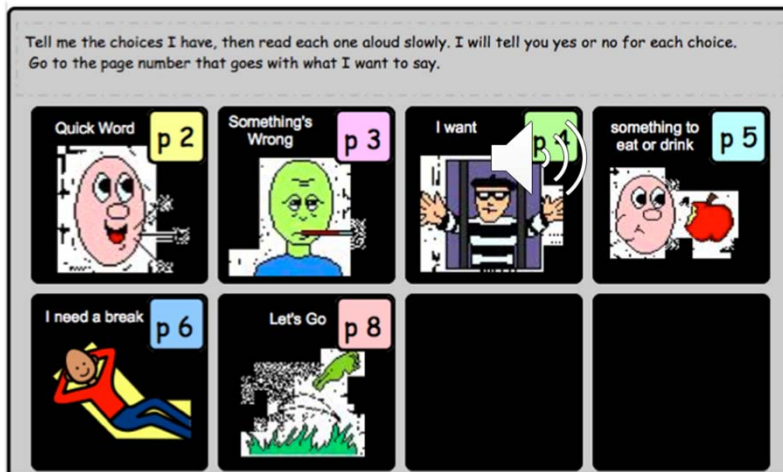 Tell me the choices I have, then read each one aloud slowly. I will tell you yes or no for each choice.
Go to the page number that goes with what I want to say.
Quick Word
p 2
Something's
Wrong
p 3
I want
p 4
something to
eat or drink
p 5
I need a break
p 6
Let's Go
p 8